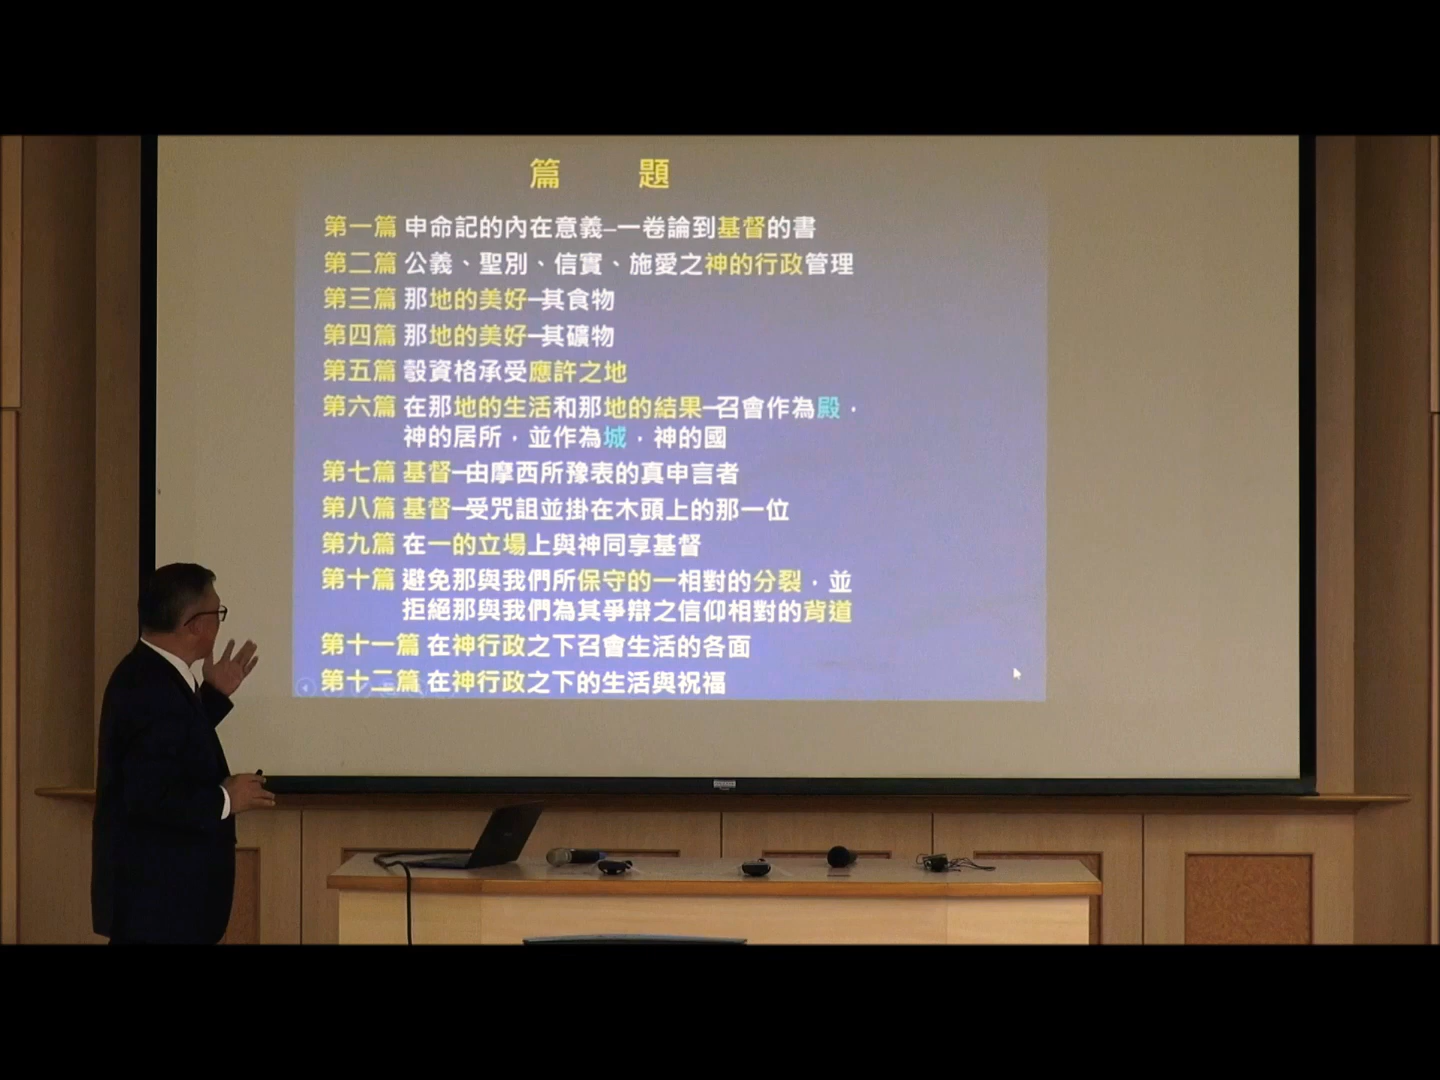 篇 題
第一篇 申命記的內在意義–一卷論到基督的書
第二篇 公義、聖別、信實、施愛之神的行政管理
第三篇 那地的美好─其食物
第四篇 那地的美好─其礦物
第五篇 彀資格承受應許之地
第六篇 在那地的生活和那地的結果─召會作為殿，
神的居所，並作為城，神的國
第七篇 基督─由摩西所豫表的真申言者
第八篇 基督─受咒詛並掛在木頭上的那一位
第九篇 在一的立場上與神同享基督
第十篇 避免那與我們所保守的一相對的分裂，並
拒絕那與我們為其爭辯之信仰相對的背道
第十一篇 在神行政之下召會生活的各面
第十二篇 在神行政之下的生活與祝福